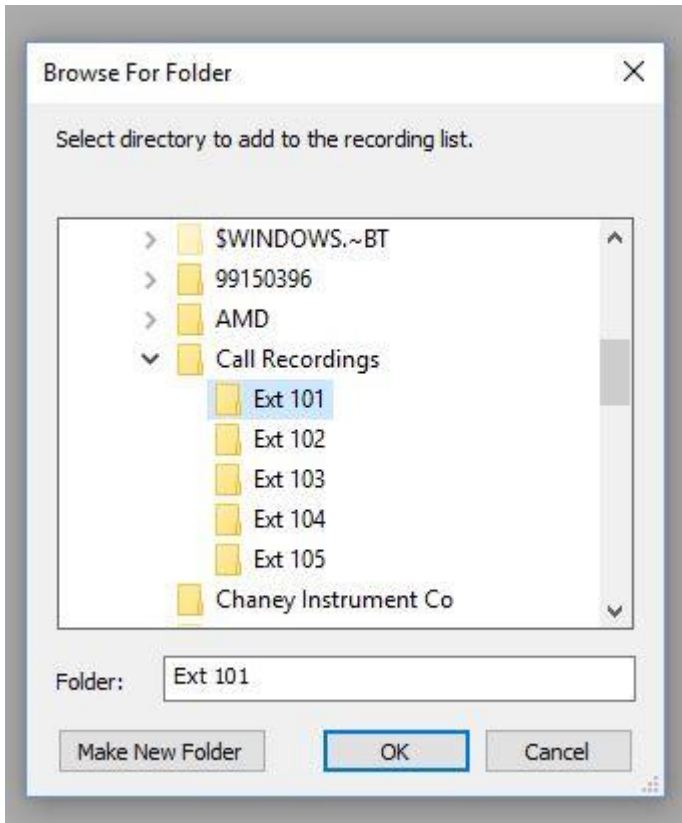 Browse For Folder
Select directory to add to the recording list.
$WINDOWS.~BT
99150396
AMD
Call Recordings
Ext 101
Ext 102
Ext 103
Ext 104
Ext 105
Chaney Instrument Co
Folder: Ext 101
Make New Folder OK Cancel